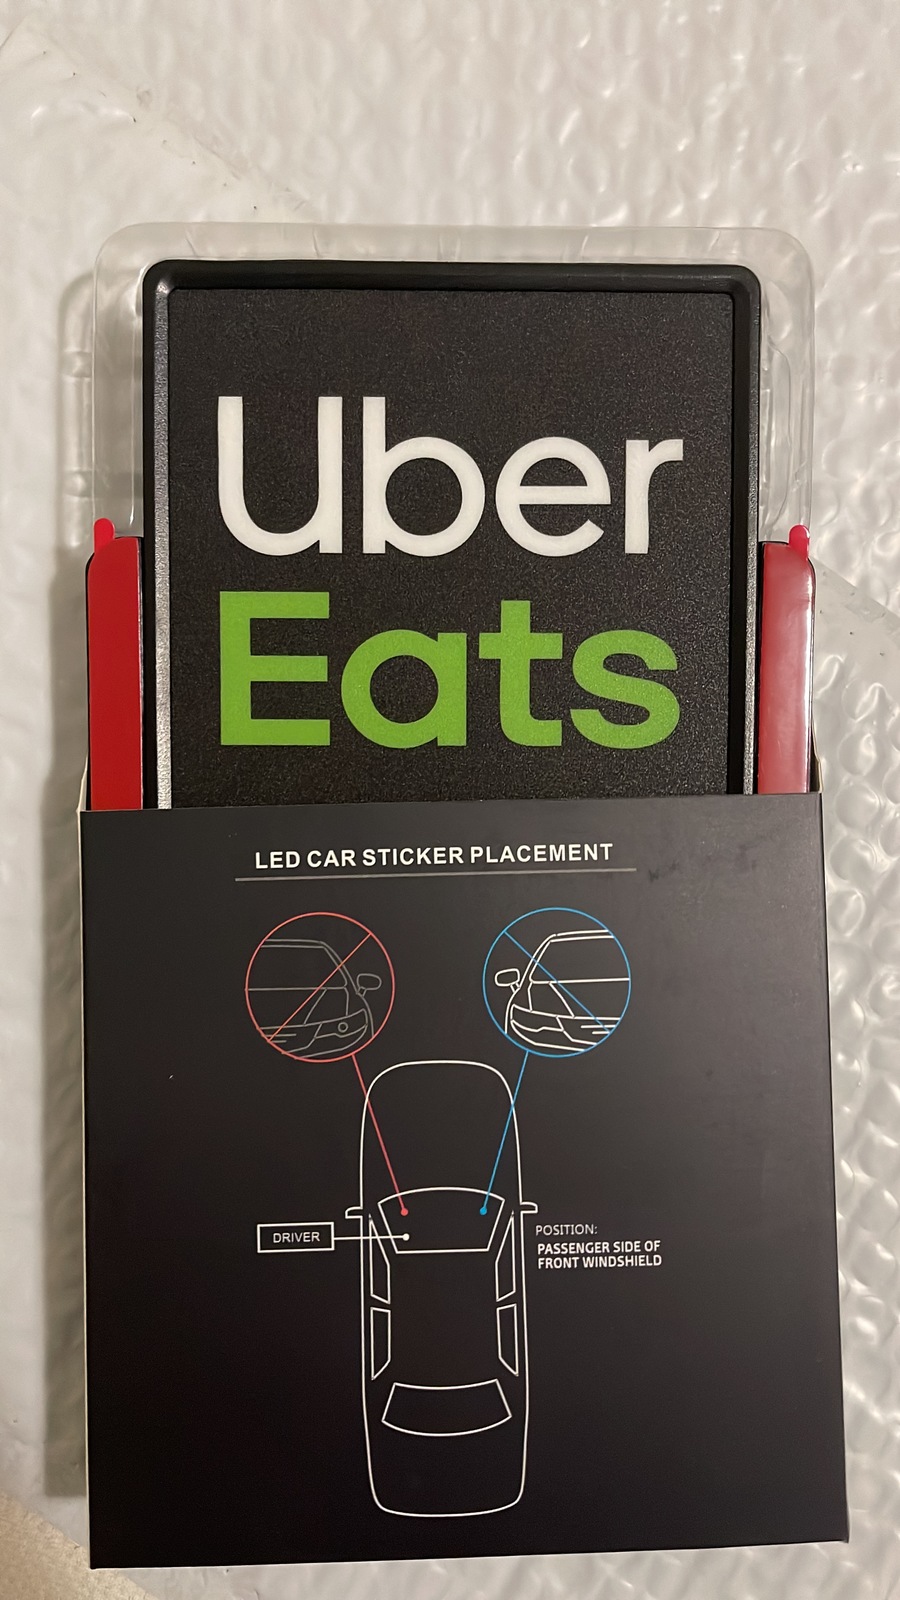 Uber
Eats
LED CAR STICKER PLACEMENT
DRIVER
POSITION:
PASSENGER SIDE OF
FRONT WINDSHIELD